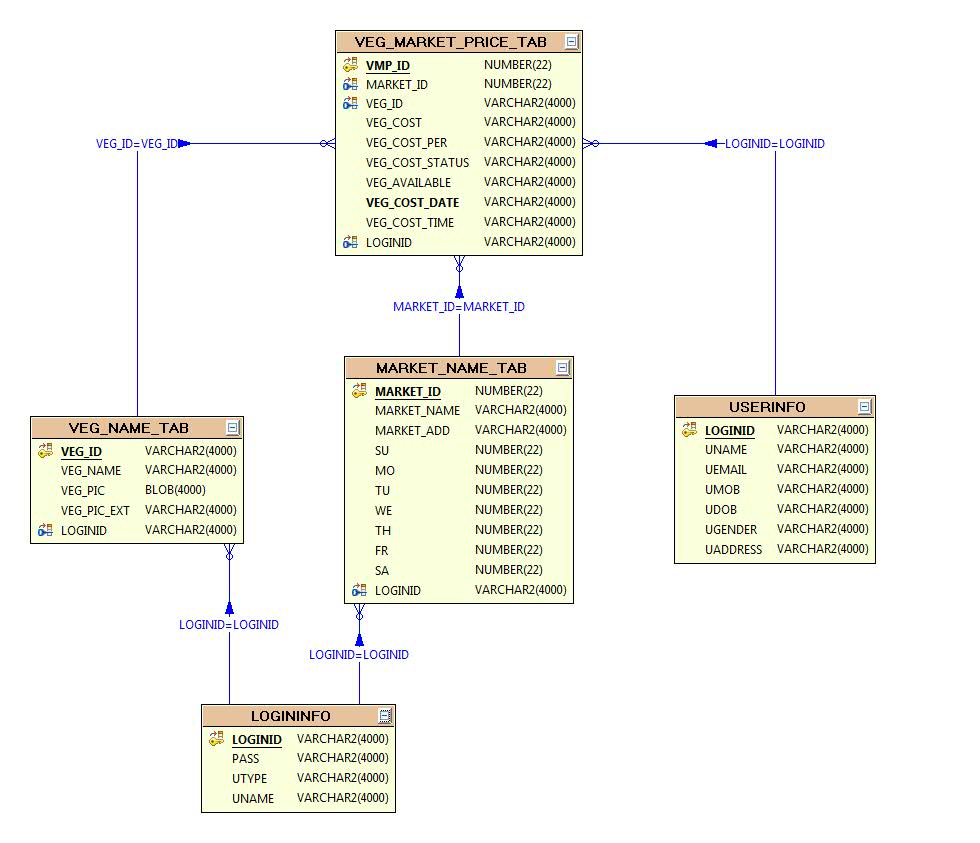 VEG_MARKET_PRICE_TAB
VMP_ID NUMBER(22)
MARKET_ID NUMBER(22)
VEG_ID VARCHAR2(4000)
VEG_COST VARCHAR2(4000)
VEG_COST_PER VARCHAR2(4000)
VEG_COST_STATUS VARCHAR2(4000)
VEG_AVAILABLE VARCHAR2(4000)
VEG_COST_DATE VARCHAR2(4000)
VEG_COST_TIME VARCHAR2(4000)
LOGINID VARCHAR2(4000)
VEG_ID=VEG_ID
LOGINID=LOGINID
MARKET_ID=MARKET_ID
MARKET_NAME_TAB
MARKET_ID NUMBER(22)
MARKET_NAME VARCHAR2(4000)
MARKET_ADD VARCHAR2(4000)
SU NUMBER(22)
MO NUMBER(22)
TU NUMBER(22)
WE NUMBER(22)
TH NUMBER(22)
FR NUMBER(22)
SA NUMBER(22)
LOGINID VARCHAR2(4000)
USERINFO
LOGINID VARCHAR2(4000)
UNAME VARCHAR2(4000)
UEMAIL VARCHAR2(4000)
UMOB VARCHAR2(4000)
UDOB VARCHAR2(4000)
UGENDER VARCHAR2(4000)
UADDRESS VARCHAR2(4000)
VEG_NAME_TAB
VEG_ID VARCHAR2(4000)
VEG_NAME VARCHAR2(4000)
VEG_PIC BLOB(4000)
VEG_PIC_EXT VARCHAR2(4000)
LOGINID VARCHAR2(4000)
LOGINID=LOGINID
LOGINID=LOGINID
LOGININFO
LOGINID VARCHAR2(4000)
PASS VARCHAR2(4000)
UTYPE VARCHAR2(4000)
UNAME VARCHAR2(4000)